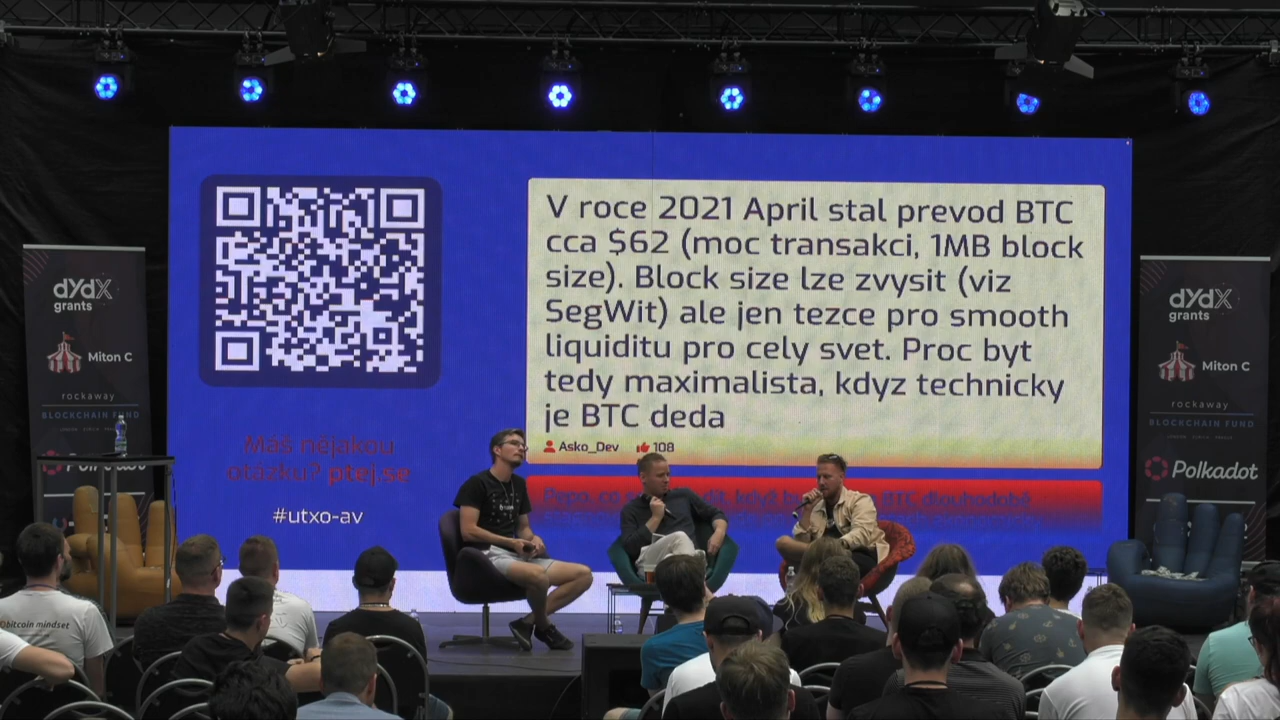 V roce 2021 April stal prevod BTC
cca $62 (moc transakci, 1MB block
size). Block size lze zvysit (viz
SegWit) ale jen tezce pro smooth
liquiditu pro cely svet. Proc byt
tedy maximalista, kdyz technicky
je BTC deda
Asko_Dev 108
Máš nějakou
otázku? ptej se
#utxo-av
dYdX
grants
Miton C
rockaway
BLOCKCHAIN FUND
Polkadot
dYdX
grants
Miton C
rockaway
BLOCKCHAIN FUND
Polkadot
bitcoin mindset